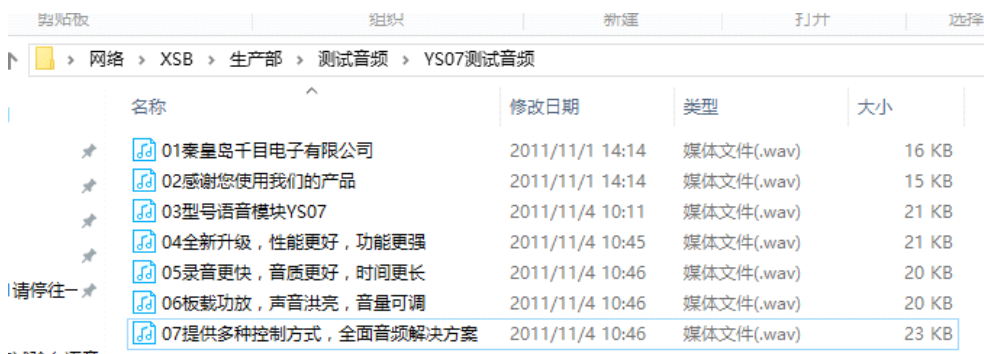 剪贴板 组织 新建 打开 选择
网络 > XSB > 生产部 > 测试音频 > YS07测试音频
名称 修改日期 类型 大小
01秦皇岛千目电子有限公司 2011/11/1 14:14 媒体文件(.wav) 16 KB
02感谢您使用我们的产品 2011/11/1 14:14 媒体文件(.wav) 15 KB
03型号语音模块YS07 2011/11/4 10:11 媒体文件(.wav) 21 KB
04全新升级，性能更好，功能更强 2011/11/4 10:45 媒体文件(.wav) 21 KB
05录音更快，音质更好，时间更长 2011/11/4 10:46 媒体文件(.wav) 20 KB
请停往一 06板载功放，声音洪亮，音量可调 2011/11/4 10:46 媒体文件(.wav) 20 KB
07提供多种控制方式，全面音频解决方案 2011/11/4 10:46 媒体文件(.wav) 23 KB